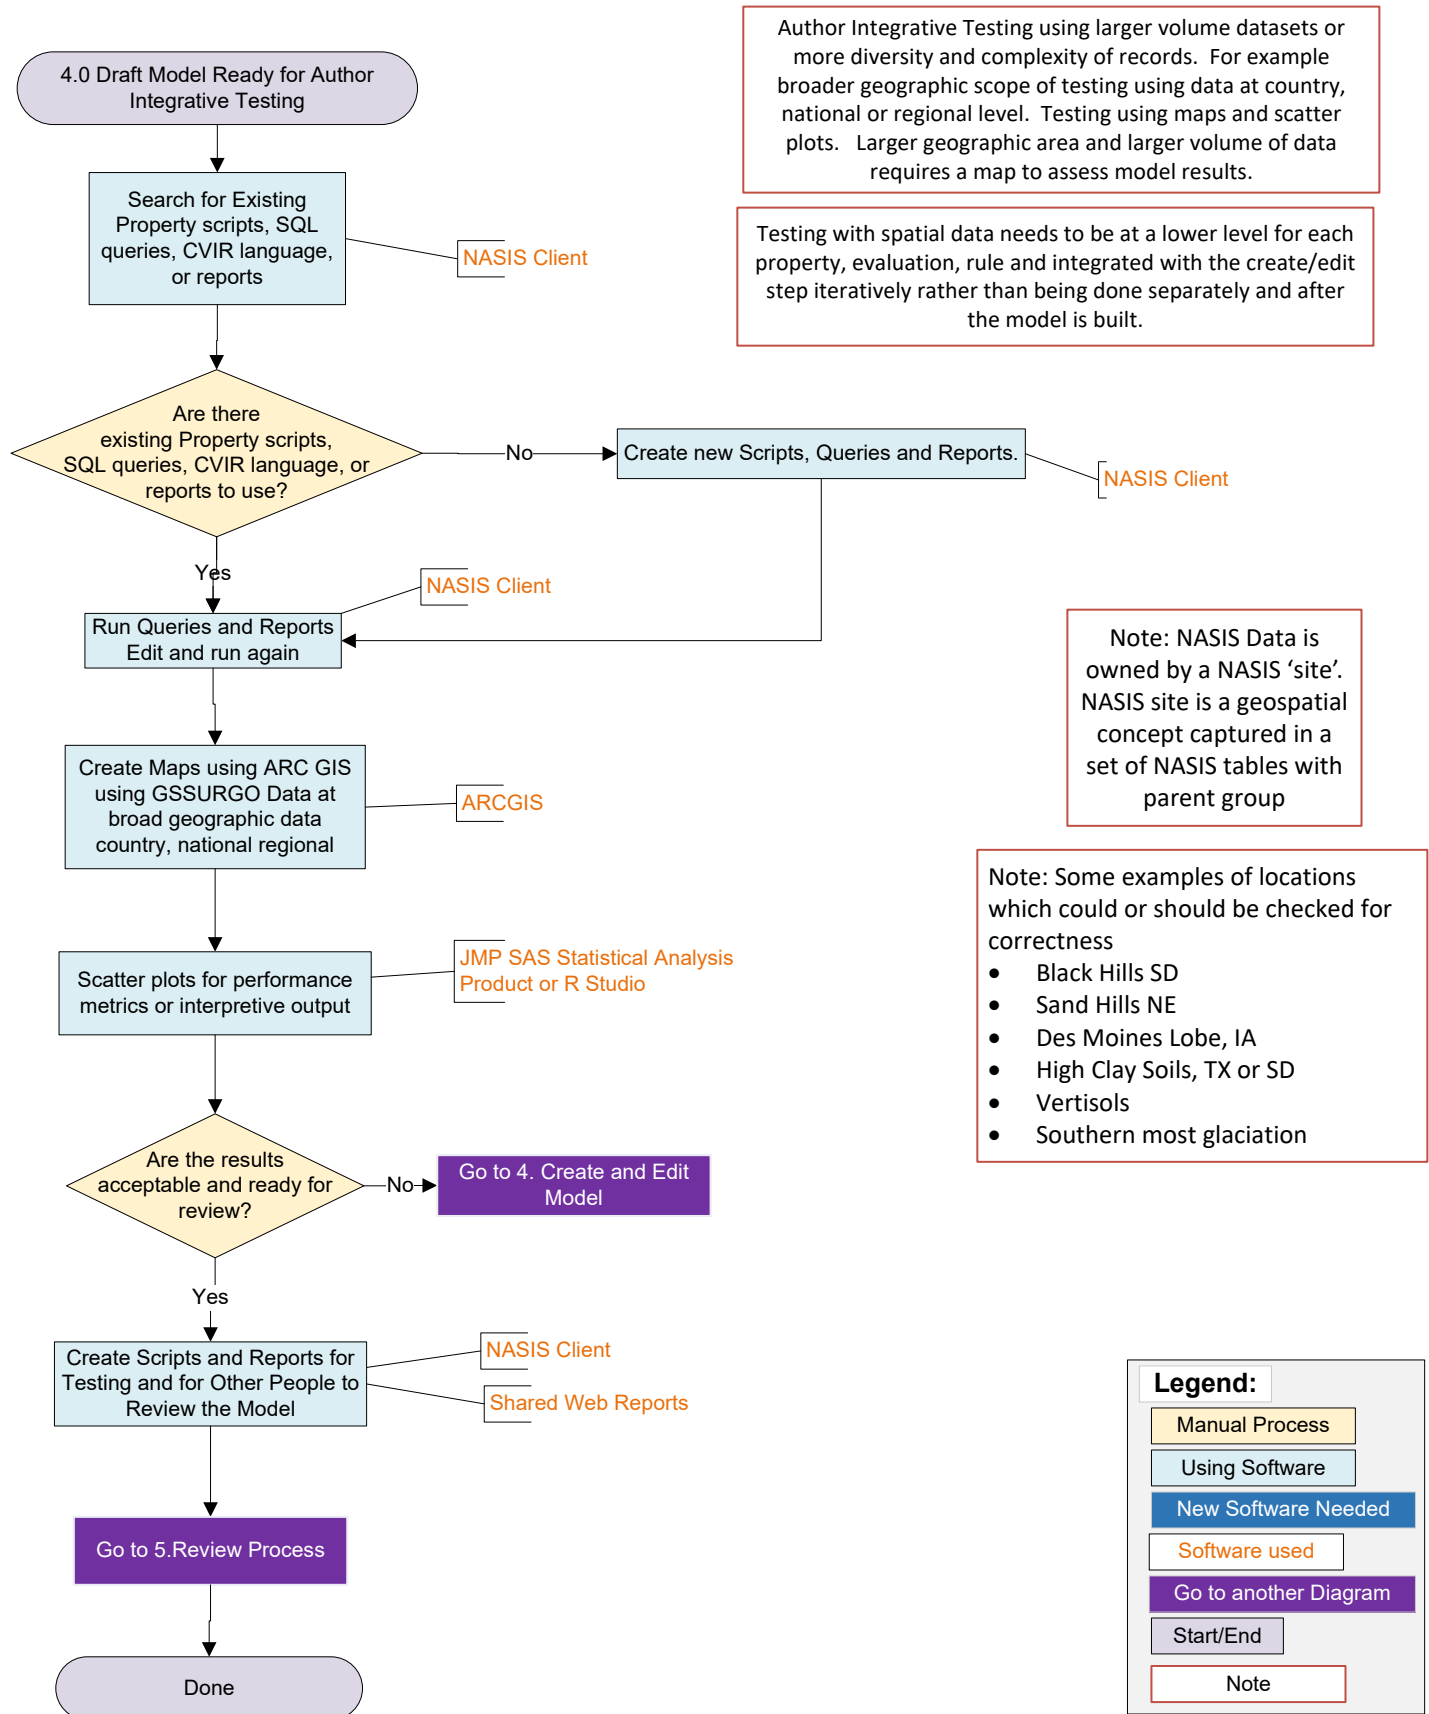 4.0 Draft Model Ready for Author
Integrative Testing
Author Integrative Testing using larger volume datasets or
more diversity and complexity of records.  For example
broader geographic scope of testing using data at country,
national or regional level.  Testing using maps and scatter
plots.   Larger geographic area and larger volume of data
requires a map to assess model results.
Search for Existing
Property scripts, SQL
queries, CVIR language,
or reports
NASIS Client
Testing with spatial data needs to be at a lower level for each
property, evaluation, rule and integrated with the create/edit
step iteratively rather than being done separately and after
the model is built.
Are there
existing Property scripts,
SQL queries, CVIR language, or
reports to use?
No
Create new Scripts, Queries and Reports.
NASIS Client
Yes
NASIS Client
Run Queries and Reports
Edit and run again
Note: NASIS Data is
owned by a NASIS ‘site’.
NASIS site is a geospatial
concept captured in a
set of NASIS tables with
parent group
Create Maps using ARC GIS
using GSSURGO Data at
broad geographic data
country, national regional
ARCGIS
Note: Some examples of locations
which could or should be checked for
correctness
• Black Hills SD
• Sand Hills NE
• Des Moines Lobe, IA
• High Clay Soils, TX or SD
• Vertisols
• Southern most glaciation
Scatter plots for performance
metrics or interpretive output
JMP SAS Statistical Analysis
Product or R Studio
Are the results
acceptable and ready for
review?
No
Go to 4. Create and Edit
Model
Yes
Create Scripts and Reports for
Testing and for Other People to
Review the Model
NASIS Client
Shared Web Reports
Go to 5.Review Process
Done
Legend:
Manual Process
Using Software
New Software Needed
Software used
Go to another Diagram
Start/End
Note